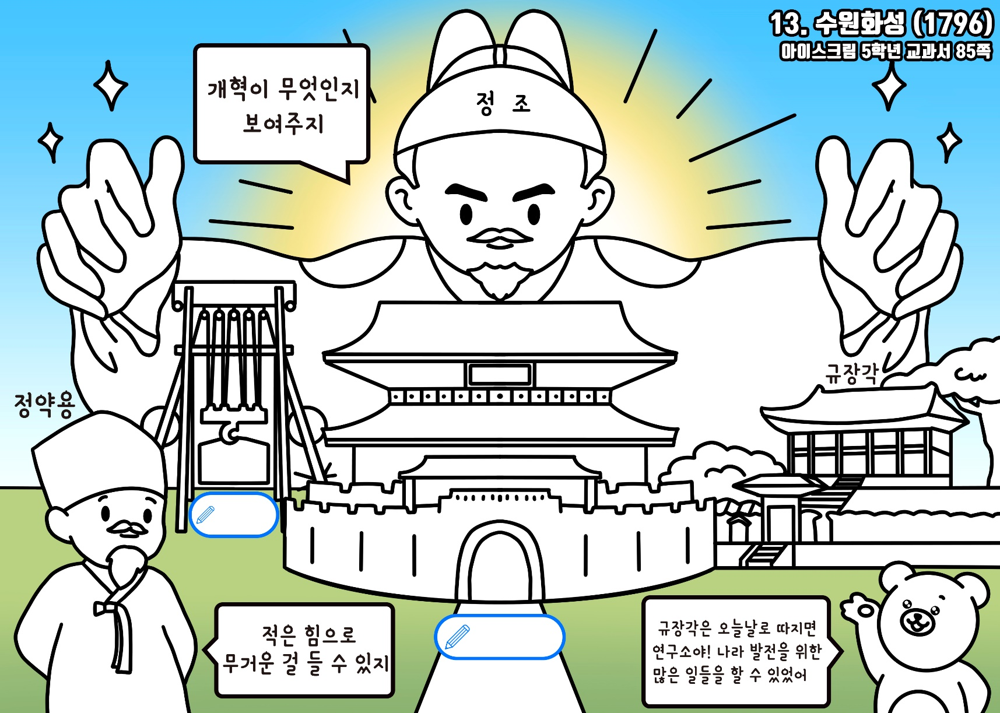 13. 수원화성 (1796)
아이스크림 5학년 교과서 85쪽
개혁이 무엇인지
보여주지
정 조
정약용
규장각
적은 힘으로
무거운 걸 들 수 있지
규장각은 오늘날로 따지면
연구소야! 나라 발전을 위한
많은 일들을 할 수 있었어